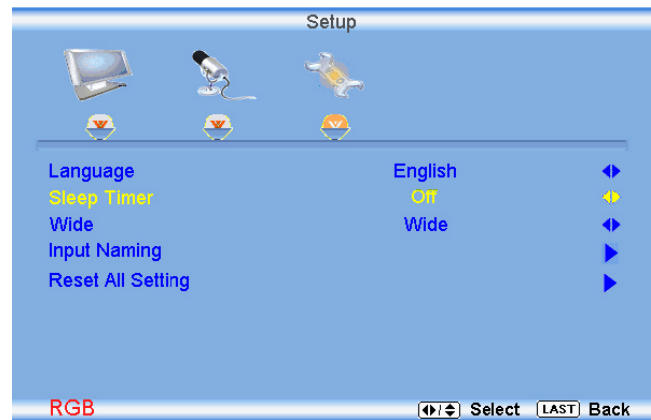 Setup
Language English
Sleep Timer Off
Wide Wide
Input Naming
Reset All Setting
RGB Select LAST Back